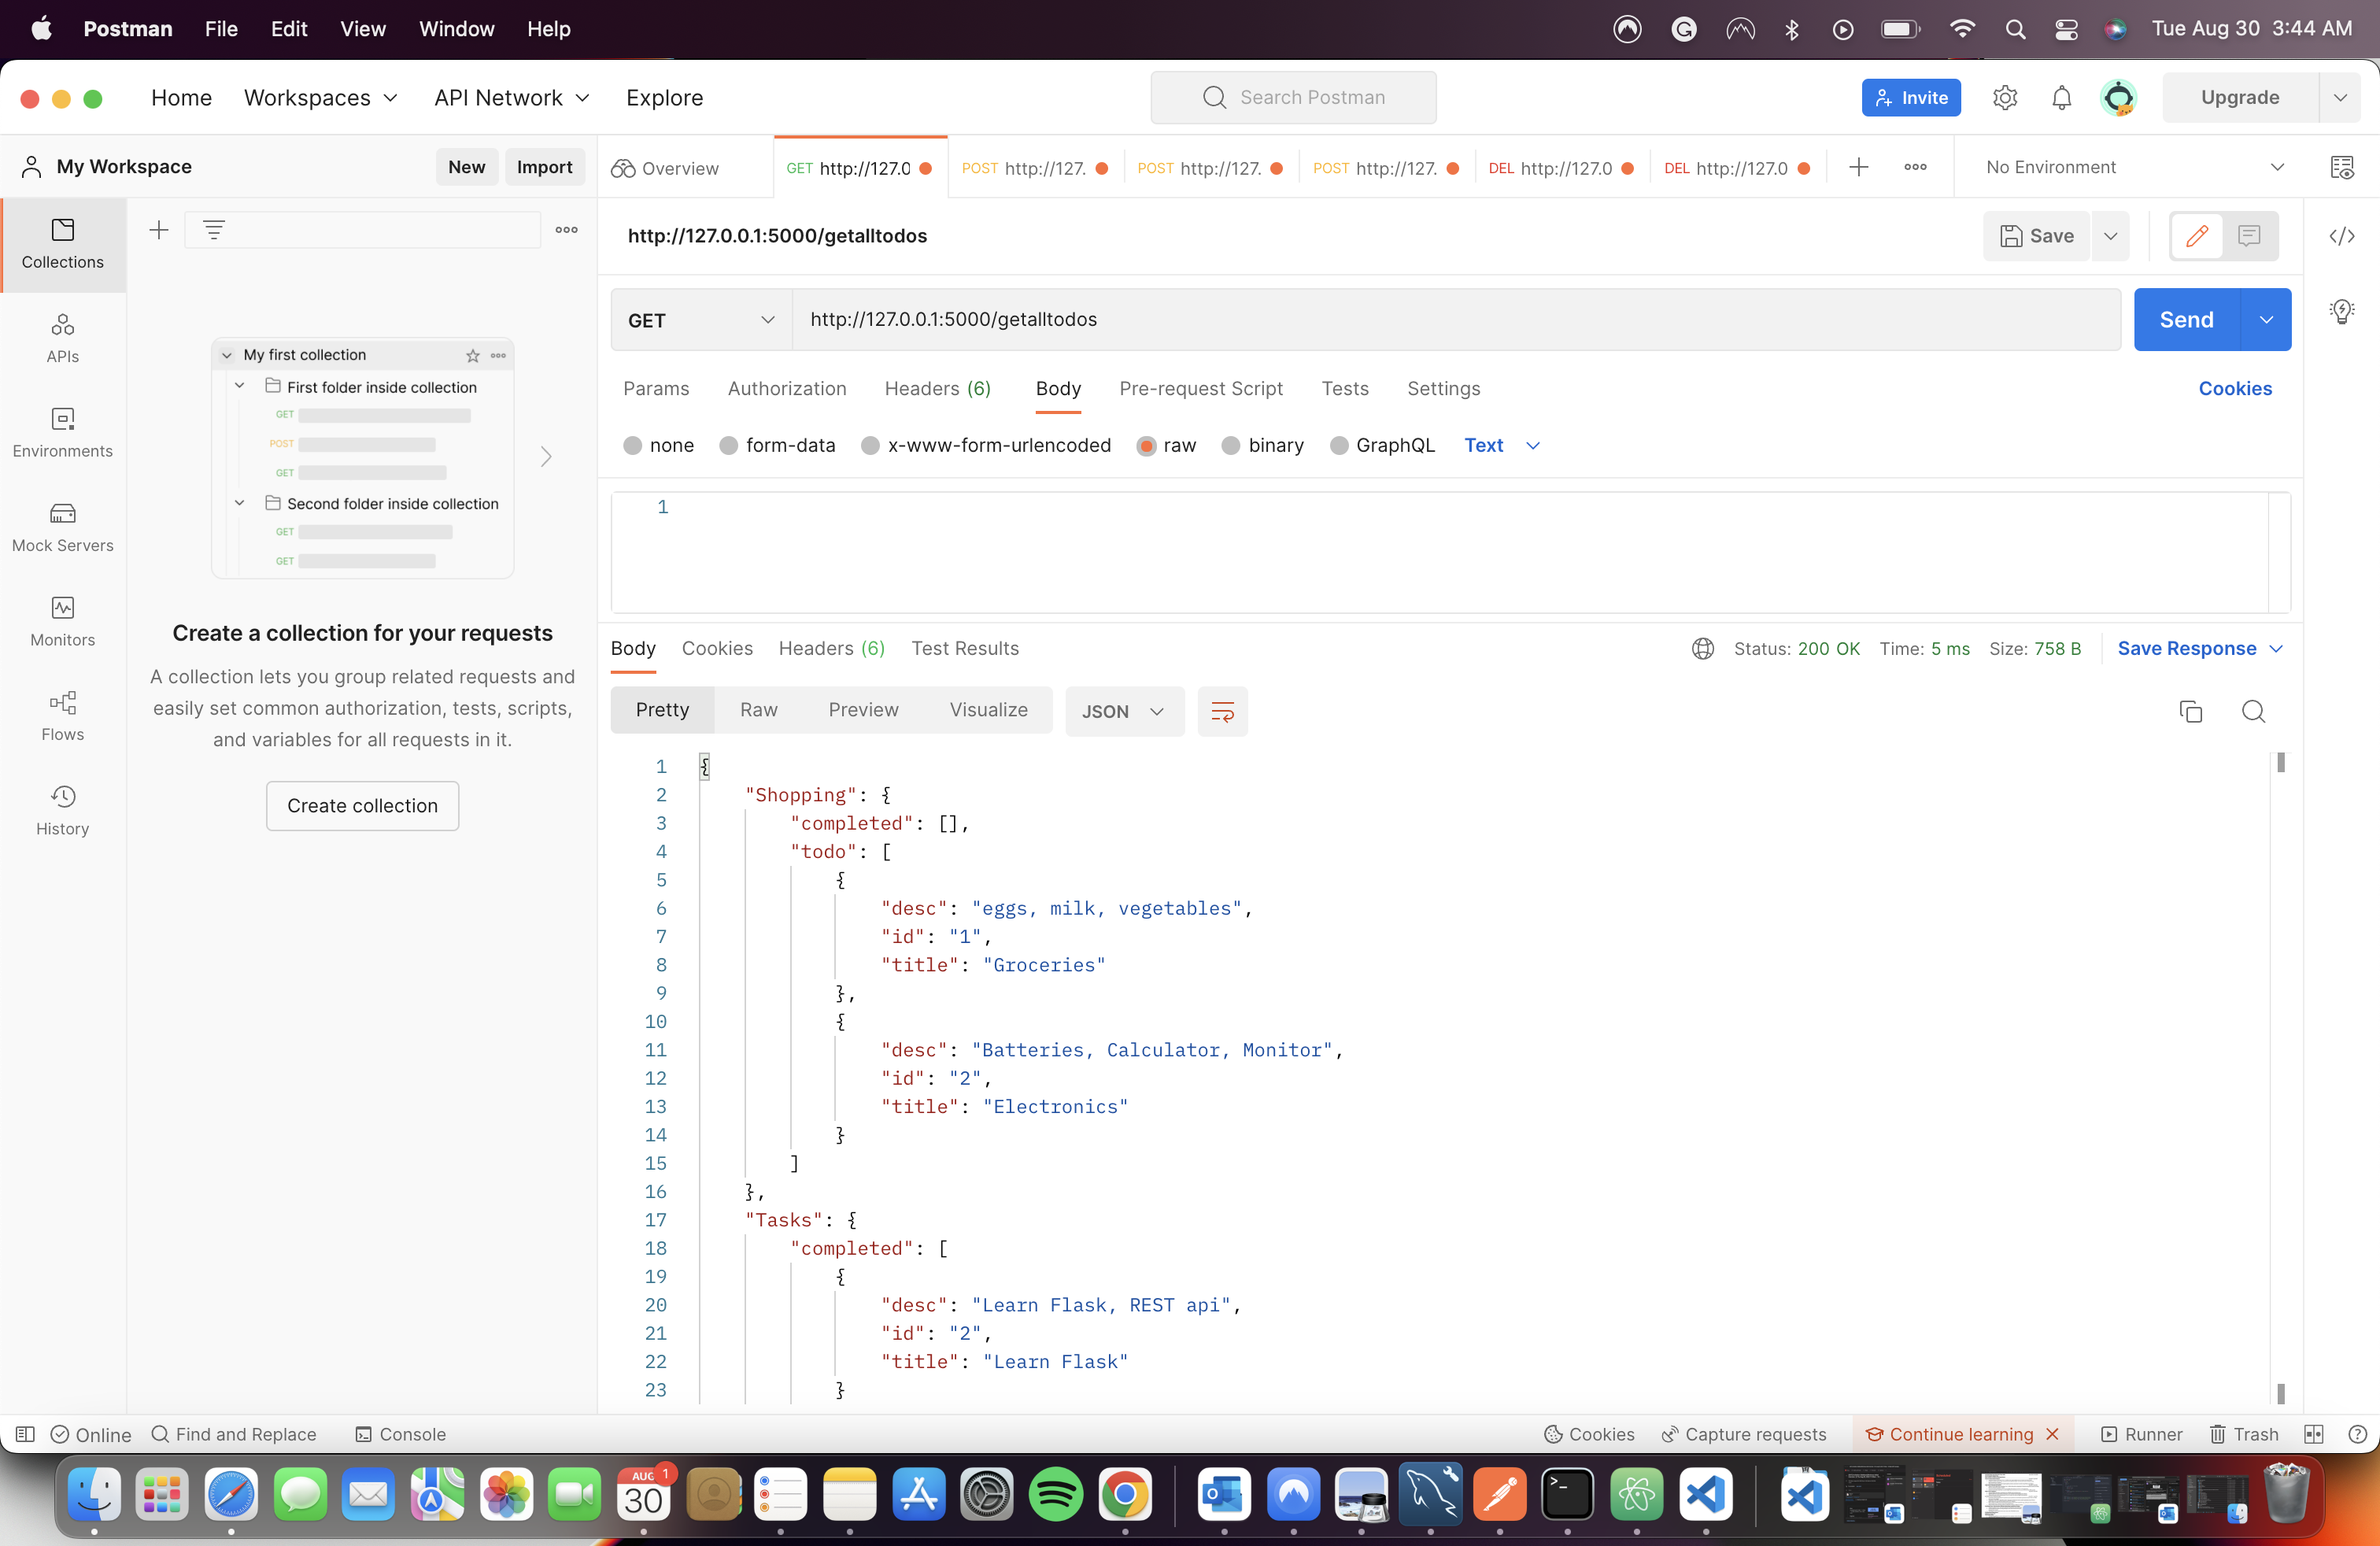 Postman File Edit View Window Help Tue Aug 30 3:44 AM
Home Workspaces API Network Explore Search Postman Invite Upgrade
My Workspace New Import Overview GET http://127.0 POST http://127. POST http://127. POST http://127. DEL http://127.0 DEL http://127.0 No Environment
Collections
APIs
Environments
Mock Servers
Monitors
Flows
History
My first collection
First folder inside collection
GET
POST
GET
Second folder inside collection
GET
GET
Create a collection for your requests
A collection lets you group related requests and
easily set common authorization, tests, scripts,
and variables for all requests in it.
Create collection
http://127.0.0.1:5000/getalltodos Save
GET http://127.0.0.1:5000/getalltodos Send
Params Authorization Headers (6) Body Pre-request Script Tests Settings Cookies
none form-data x-www-form-urlencoded raw binary GraphQL Text
1
Body Cookies Headers (6) Test Results Status: 200 OK Time: 5 ms Size: 758 B Save Response
Pretty Raw Preview Visualize JSON
1 {
2 "Shopping": {
3 "completed": [],
4 "todo": [
5 {
6 "desc": "eggs, milk, vegetables",
7 "id": "1",
8 "title": "Groceries"
9 },
10 {
11 "desc": "Batteries, Calculator, Monitor",
12 "id": "2",
13 "title": "Electronics"
14 }
15 ]
16 },
17 "Tasks": {
18 "completed": [
19 {
20 "desc": "Learn Flask, REST api",
21 "id": "2",
22 "title": "Learn Flask"
23 }
Online Find and Replace Console Cookies Capture requests Continue learning Runner Trash
AUG 1
30